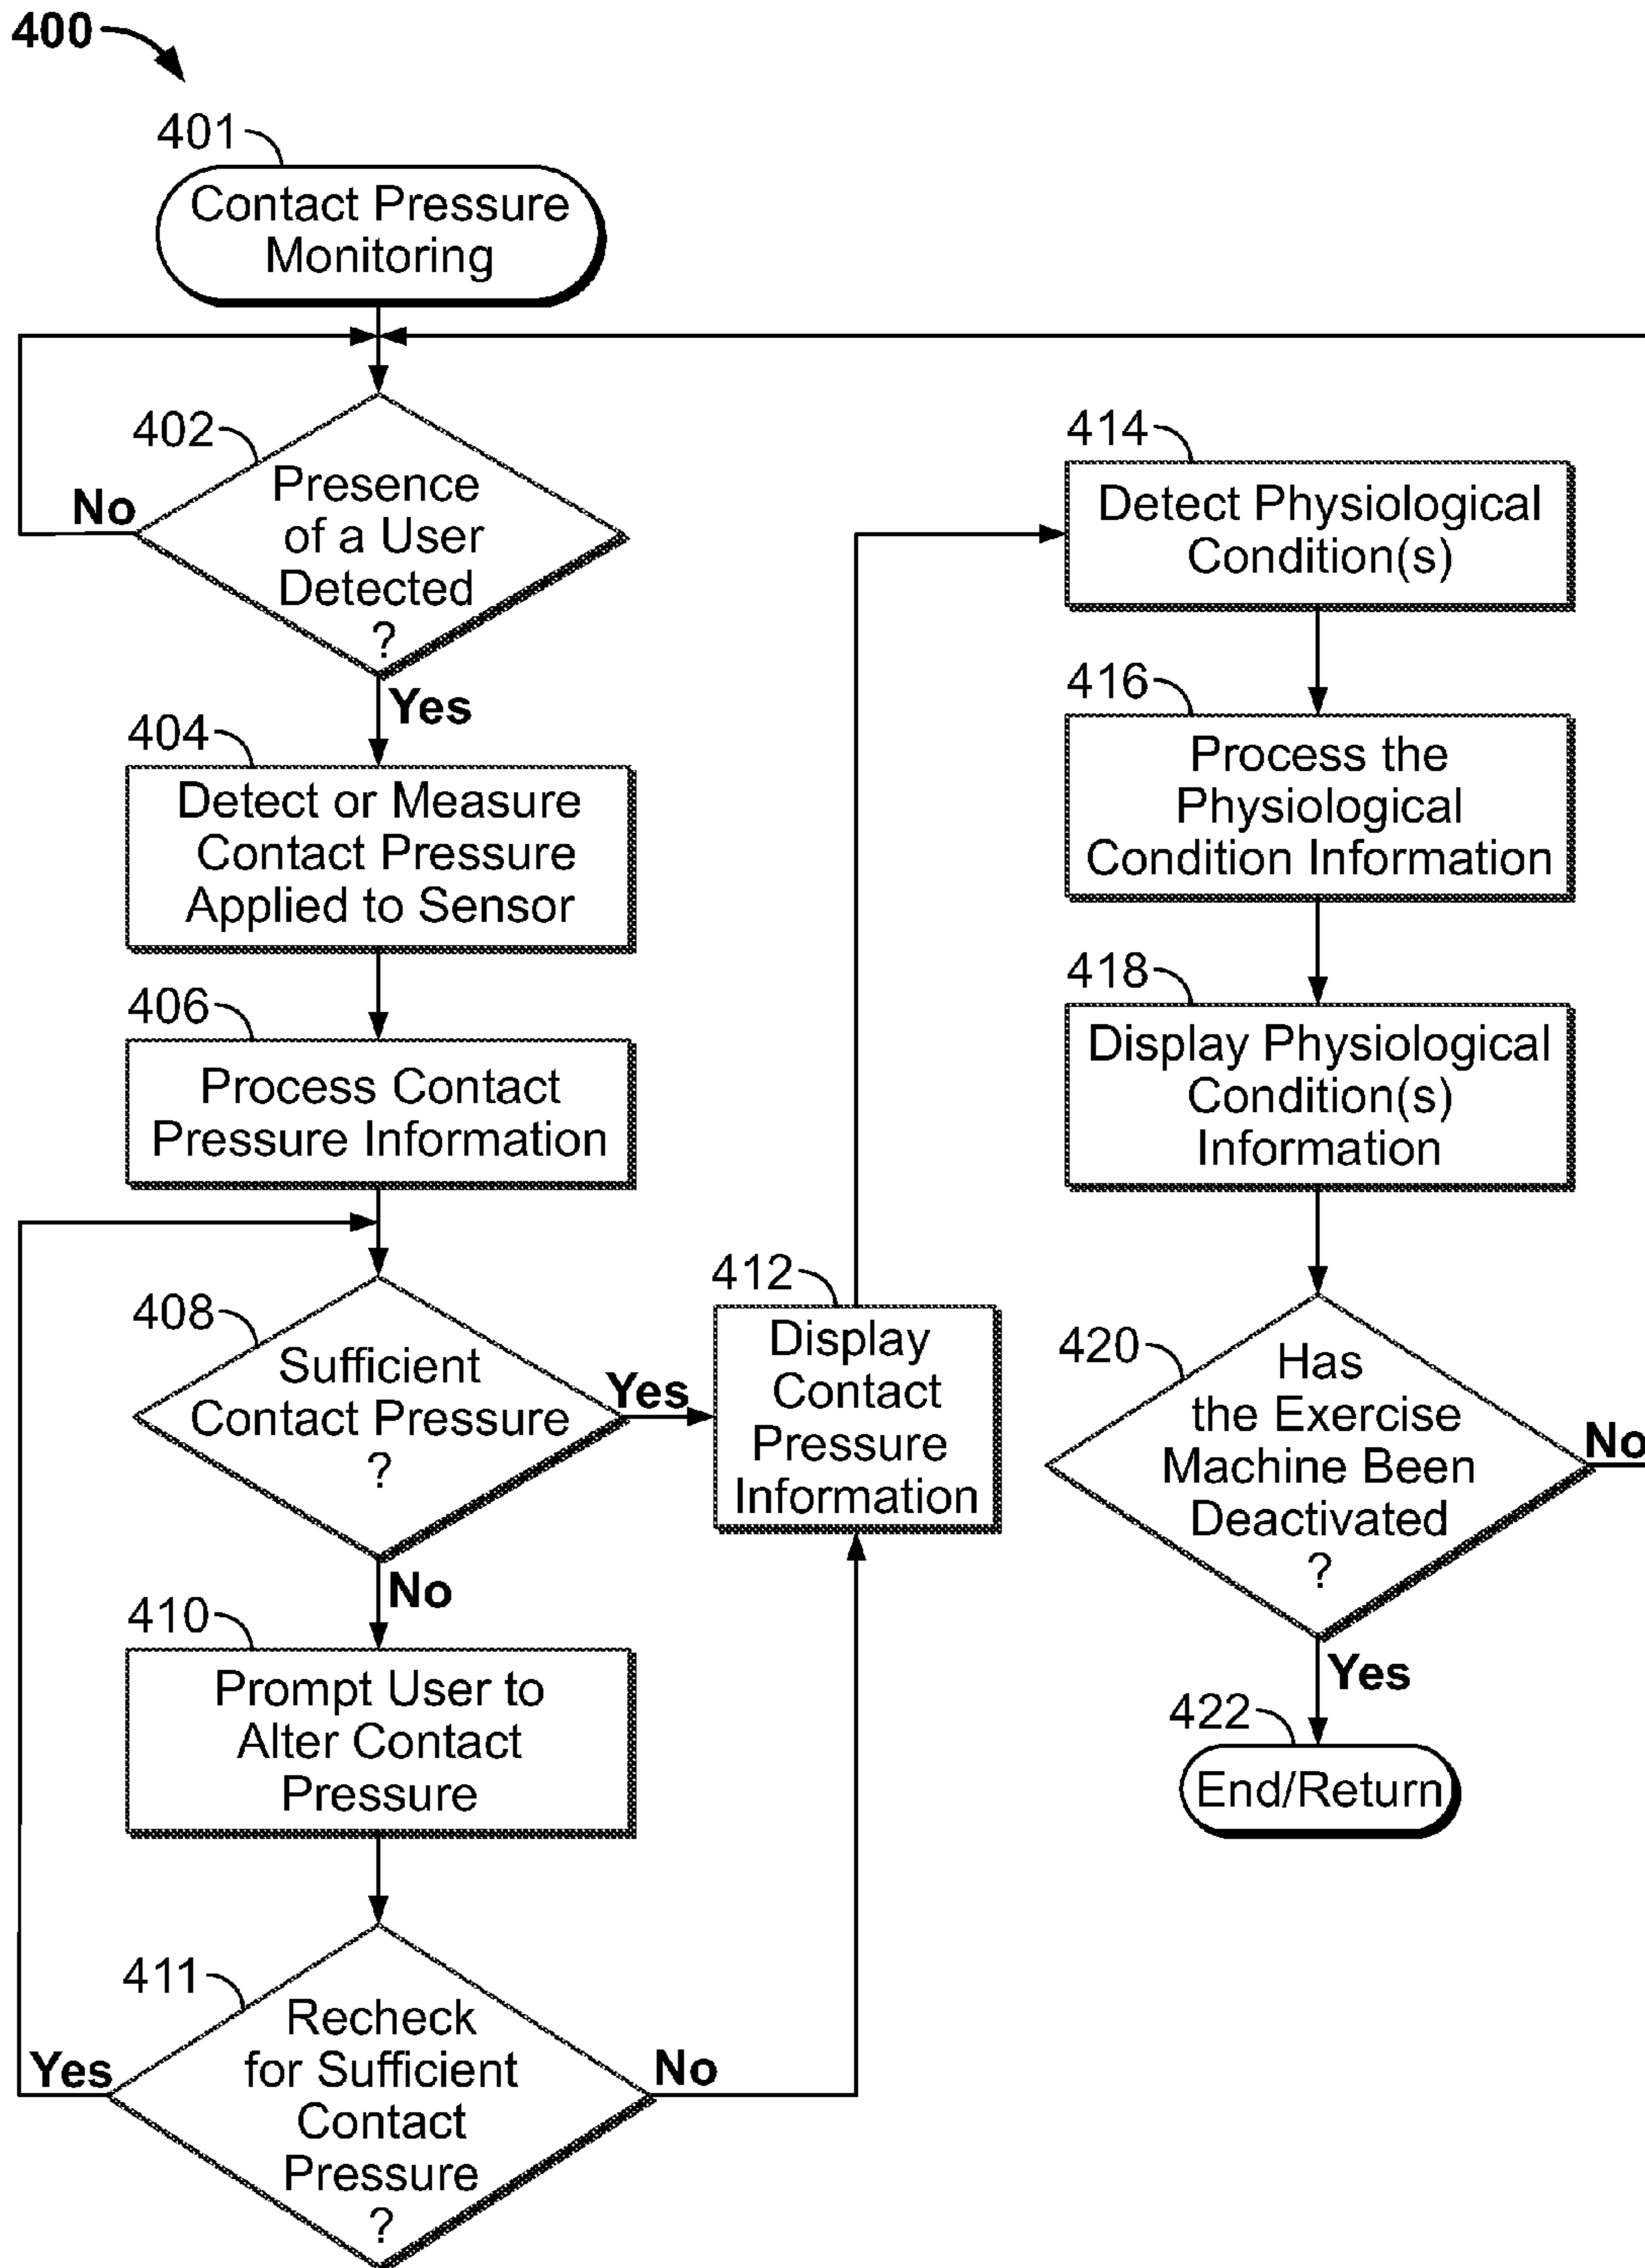 400
401
Contact Pressure
Monitoring
402
Presence
of a User
Detected
?
No
Yes
404
Detect or Measure
Contact Pressure
Applied to Sensor
406
Process Contact
Pressure Information
408
Sufficient
Contact Pressure
?
Yes
No
410
Prompt User to
Alter Contact
Pressure
411
Recheck
for Sufficient
Contact
Pressure
?
Yes
No
412
Display
Contact
Pressure
Information
414
Detect Physiological
Condition(s)
416
Process the
Physiological
Condition Information
418
Display Physiological
Condition(s)
Information
420
Has
the Exercise
Machine Been
Deactivated
?
No
Yes
422
End/Return